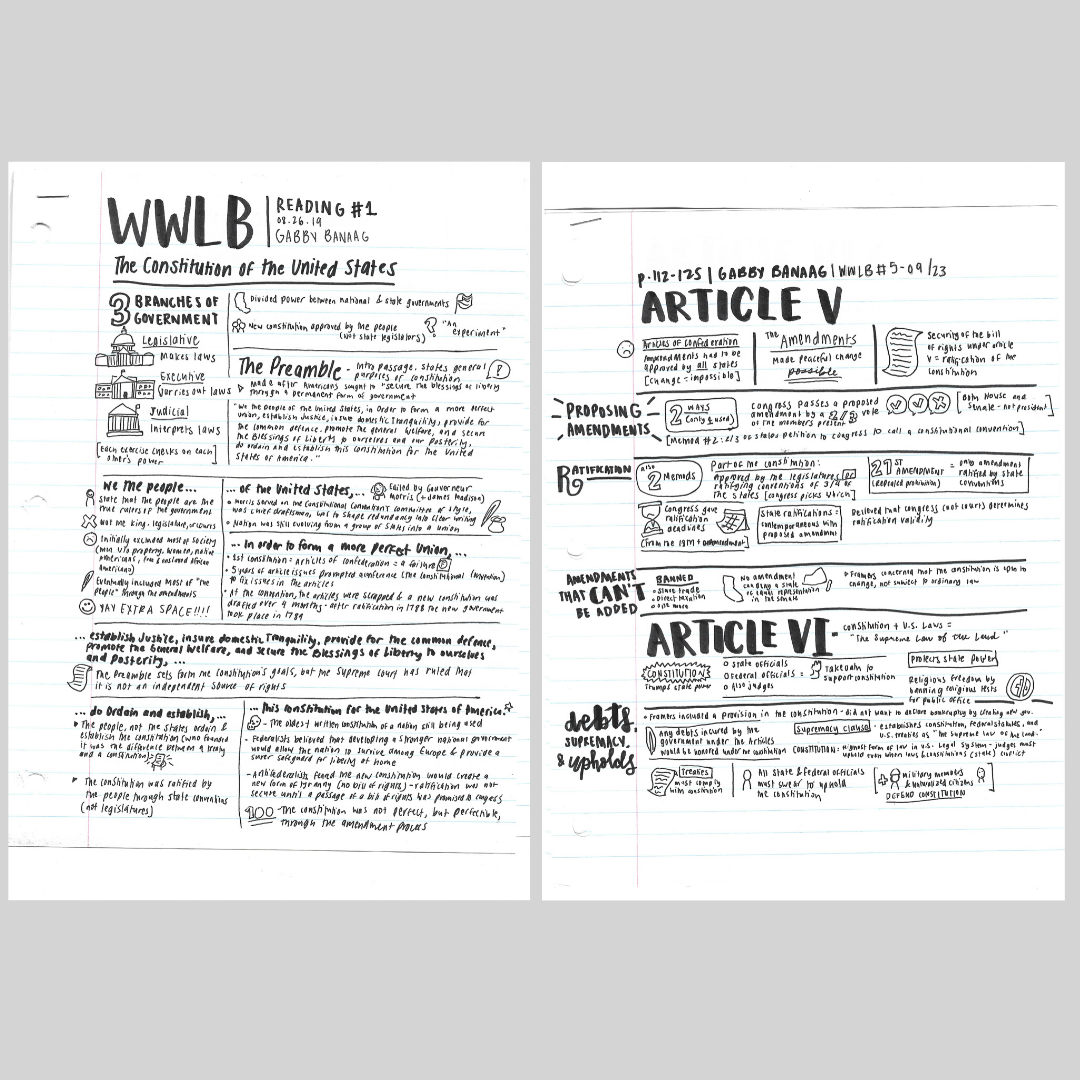 WWLB
READING #1
08.26.19
GABBY BANAAG
The Constitution of the United States
3 BRANCHES OF
GOVERNMENT
Legislative
Makes laws
Executive
Carries out laws
Judicial
Interprets laws
[Each exercise checks on each
other's power]
Divided power between national & state governments
New constitution approved by the people
(not state legislators)
? "An
experiment"
The Preamble - Intro passage. States general
purposes of constitution
Made after Americans sought to "secure the blessings of liberty
through a permanent form of government
"We the People of the United States, in Order to form a more perfect
union, establish Justice, insure domestic Tranquility, provide for
the common defence, promote the general Welfare, and secure
the Blessings of Liberty to ourselves and our Posterity,
do ordain and establish this constitution for the United
States of America."
We the people...
State that the people are the
true rulers of the government
Not the king, legislature, or courts
Initially excluded most of society
Eventually included most of "the
people" through the amendments
YAY EXTRA SPACE!!!!
... of the United States,...
Edited by Gouverneur
Morris (+ James Madison)
Morris served on the Constitutional Convention's committee of style,
was chief draftsman, was to shape redundancy into clear writing
Nation was still evolving from a group of States into a union
... In order to form a more Perfect Union,...
1st constitution = Articles of confederation = a failure
5 years of article issues prompted a conference (the constitutional convention)
to fix issues in the articles
At the convention, the articles were scrapped & a new constitution was
drafted over 4 months - after ratification in 1788 the new government
took place in 1789
... establish Justice, insure domestic Tranquility, provide for the common defence,
promote the General Welfare, and secure the Blessings of Liberty to ourselves
and Posterity, ...
The Preamble sets forth the constitution's goals, but the Supreme Court has ruled that
it is not an independent source of rights
... do Ordain and establish,...
The people, not the states ordain &
establish the constitution (who founded
it was the difference between a treaty
and a constitution)
The constitution was ratified by
the people through state conventions
(not legislatures)
... this constitution for the United States of America.
- The oldest written constitution of a nation still being used
- Federalists believed that developing a stronger national government
would allow the nation to survive among Europe & provide a
surer safeguard for liberty at home
- Antifederalists feared the new constitution would create a
new form of tyranny (no bill of rights) - ratification was not
secure until a passage of a bill of rights was promised to congress
100 - The constitution was not perfect, but perfectible,
through the amendment process
p.112-125 | GABBY BANAAG | WWLB #5-09/23
ARTICLE V
Articles of Confederation
Amendments had to be
approved by all states
[change = impossible]
The Amendments
Made peaceful change
possible
Security of the bill
of rights under article
V = ratification of the
constitution
PROPOSING
AMENDMENTS
2 WAYS
(only 1 used)
Congress passes a proposed
amendment by a 2/3 vote
of the members present
[Only House and
Senate - not president]
[Method #2: 2/3 of states petition to congress to call a constitutional convention]
RATIFICATION
also
2 Methods
Part of the constitution:
Approved by the legislatures or
ratifying conventions of 3/4 of
the states [congress picks which]
21ST
AMENDMENT
(repealed prohibition)
= only amendment
ratified by state
conventions
Congress gave
ratification
deadlines
State ratifications =
contemporaneous with
proposed amendment
Believed that congress (not courts) determines
ratification validity
AMENDMENTS
THAT CAN'T
BE ADDED
BANNED
Slave trade
Direct taxation
No amendment
can deny a state
of equal representation
in the senate
Framers concerned that the constitution is open to
change, not subject to ordinary law
ARTICLE VI - constitution + U.S. Laws =
"The Supreme Law of the Land"
CONSTITUTION
Trumps state power
State officials
Federal officials =
Also judges
Take oath to
support constitution
Protects state power
Religious freedom by
banning religious tests
for public office
debts,
SUPREMACY,
& upholds
Framers included a provision in the constitution - did not want to declare bankruptcy by creating new gov.
Any debts incured by the
government under the Articles
would be honored under the constitution
Supremacy clause - establishes constitution, federal statutes, and
U.S. treaties as "the supreme law of the land."
CONSTITUTION: Highest form of law in U.S. Legal System - judges must
uphold even when laws & constitutions (state) conflict
Treaties
must comply
with constitution
All State & Federal officials
must swear to uphold
the constitution
+ Military members
& naturalized citizens
DEFEND CONSTITUTION